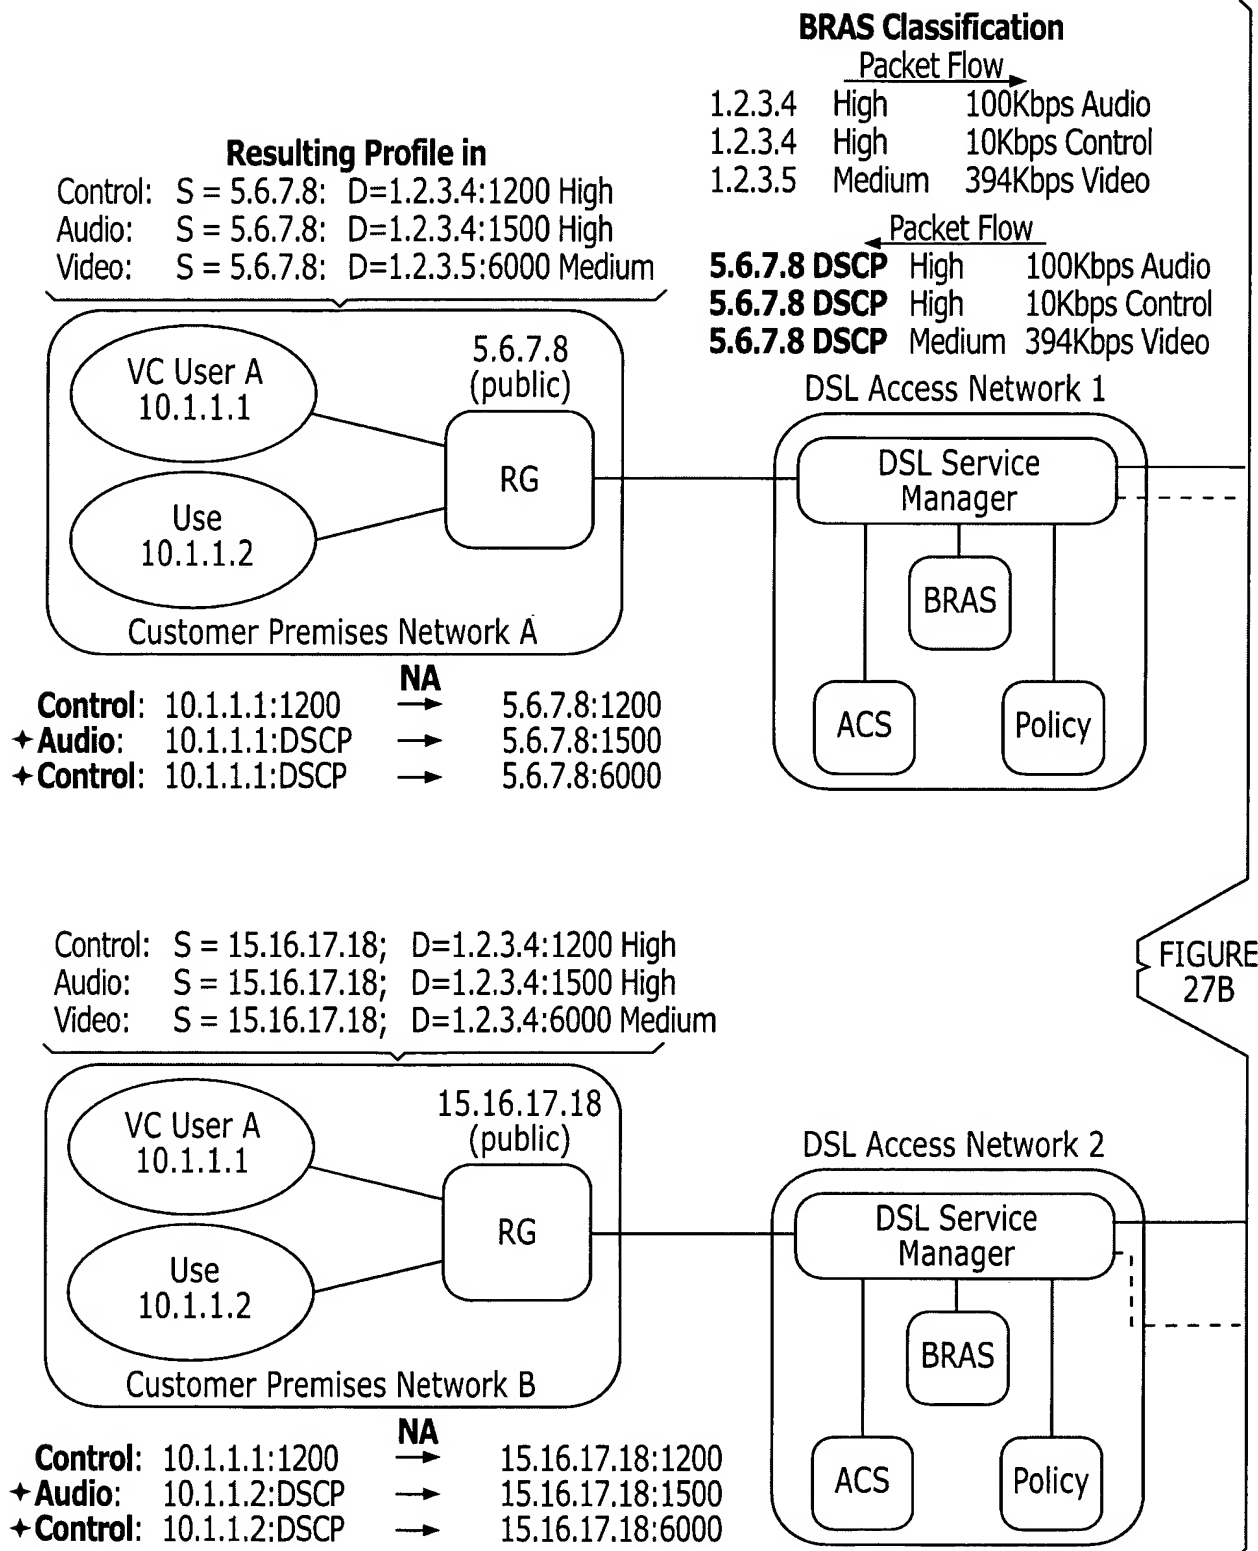 BRAS Classification
Packet Flow
1.2.3.4 High 100Kbps Audio
1.2.3.4 High 10Kbps Control
1.2.3.5 Medium 394Kbps Video
Packet Flow
5.6.7.8 DSCP High 100Kbps Audio
5.6.7.8 DSCP High 10Kbps Control
5.6.7.8 DSCP Medium 394Kbps Video
Resulting Profile in
Control: S = 5.6.7.8: D=1.2.3.4:1200 High
Audio: S = 5.6.7.8: D=1.2.3.4:1500 High
Video: S = 5.6.7.8: D=1.2.3.5:6000 Medium
VC User A
10.1.1.1
Use
10.1.1.2
5.6.7.8
(public)
RG
Customer Premises Network A
DSL Access Network 1
DSL Service
Manager
BRAS
ACS
Policy
NA
Control: 10.1.1.1:1200 → 5.6.7.8:1200
✦Audio: 10.1.1.1:DSCP → 5.6.7.8:1500
✦Control: 10.1.1.1:DSCP → 5.6.7.8:6000
FIGURE
27B
Control: S = 15.16.17.18; D=1.2.3.4:1200 High
Audio: S = 15.16.17.18; D=1.2.3.4:1500 High
Video: S = 15.16.17.18; D=1.2.3.4:6000 Medium
VC User A
10.1.1.1
Use
10.1.1.2
15.16.17.18
(public)
RG
Customer Premises Network B
DSL Access Network 2
DSL Service
Manager
BRAS
ACS
Policy
NA
Control: 10.1.1.1:1200 → 15.16.17.18:1200
✦Audio: 10.1.1.2:DSCP → 15.16.17.18:1500
✦Control: 10.1.1.2:DSCP → 15.16.17.18:6000